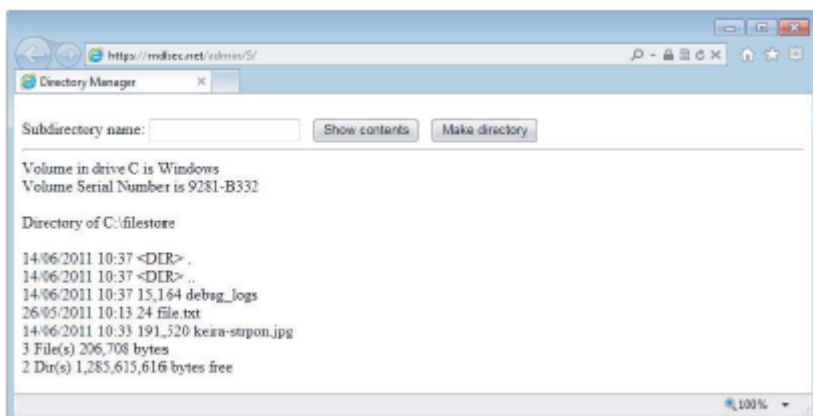 https://mdsec.net/admin/5/
Directory Manager
Subdirectory name: Show contents Make directory
Volume in drive C is Windows
Volume Serial Number is 9281-B332
Directory of C:\filestore
14/06/2011 10:37 <DIR> .
14/06/2011 10:37 <DIR> ..
14/06/2011 10:37 15,164 debug_logs
26/05/2011 10:13 24 file.txt
14/06/2011 10:33 191,520 keira-strpon.jpg
3 File(s) 206,708 bytes
2 Dir(s) 1,285,615,616 bytes free
100%